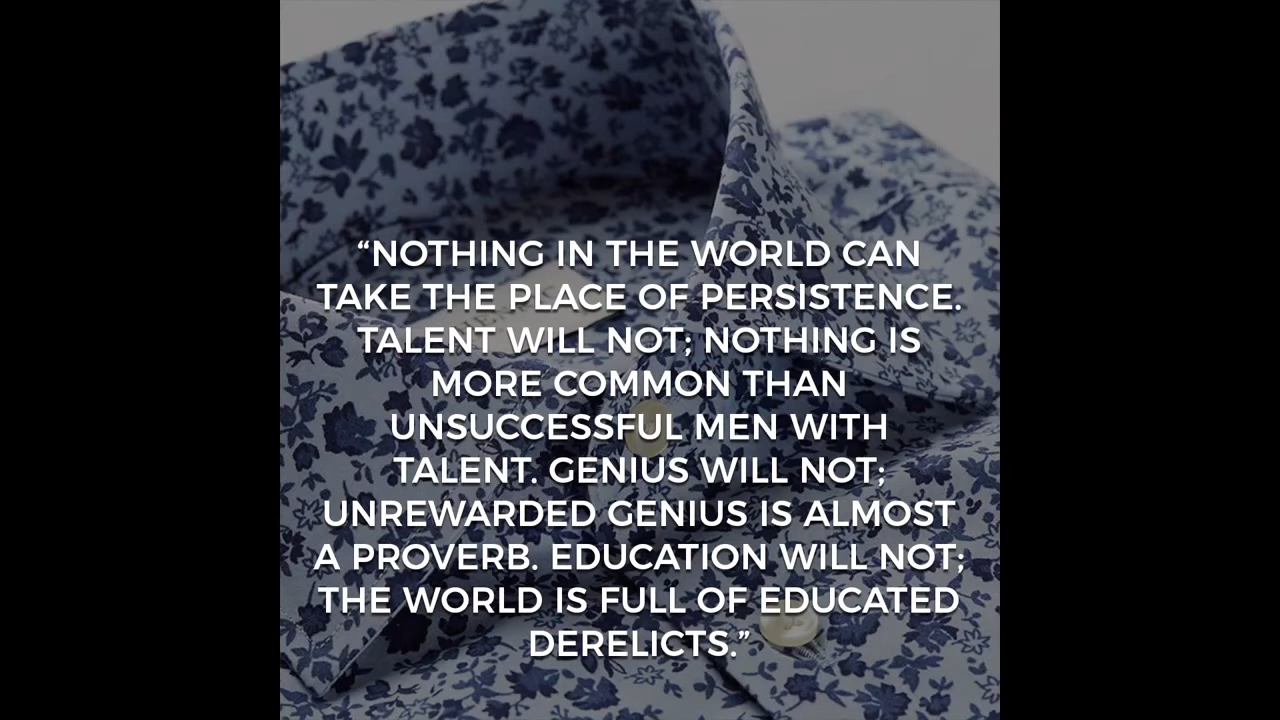 “NOTHING IN THE WORLD CAN
TAKE THE PLACE OF PERSISTENCE.
TALENT WILL NOT; NOTHING IS
MORE COMMON THAN
UNSUCCESSFUL MEN WITH
TALENT. GENIUS WILL NOT;
UNREWARDED GENIUS IS ALMOST
A PROVERB. EDUCATION WILL NOT;
THE WORLD IS FULL OF EDUCATED
DERELICTS.”